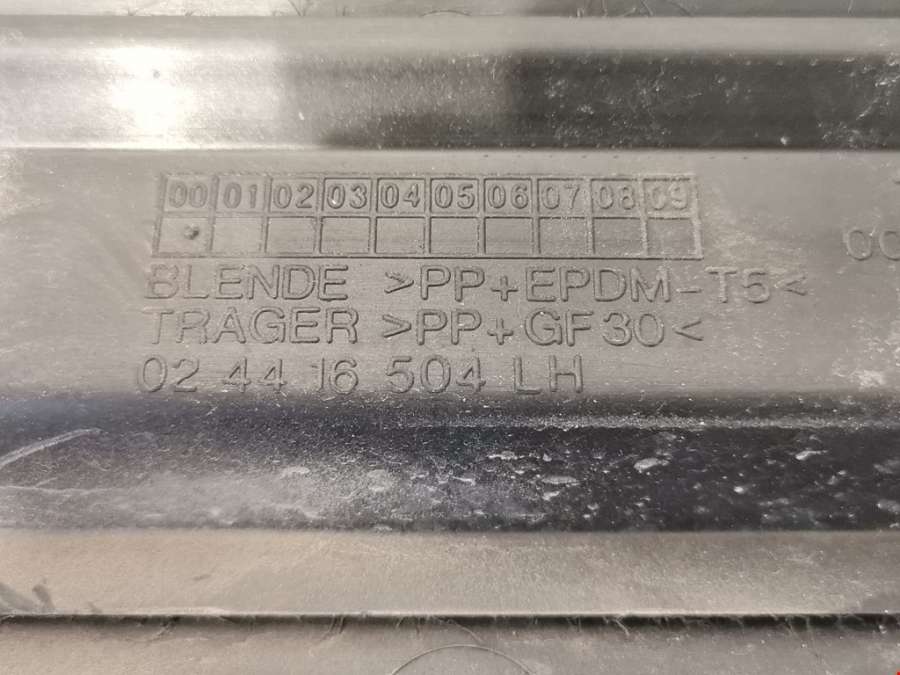 00 01 02 03 04 05 06 07 08 09
00
BLENDE >PP+EPDM-T5<
TRAGER >PP+GF30<
02 44 16 504 LH